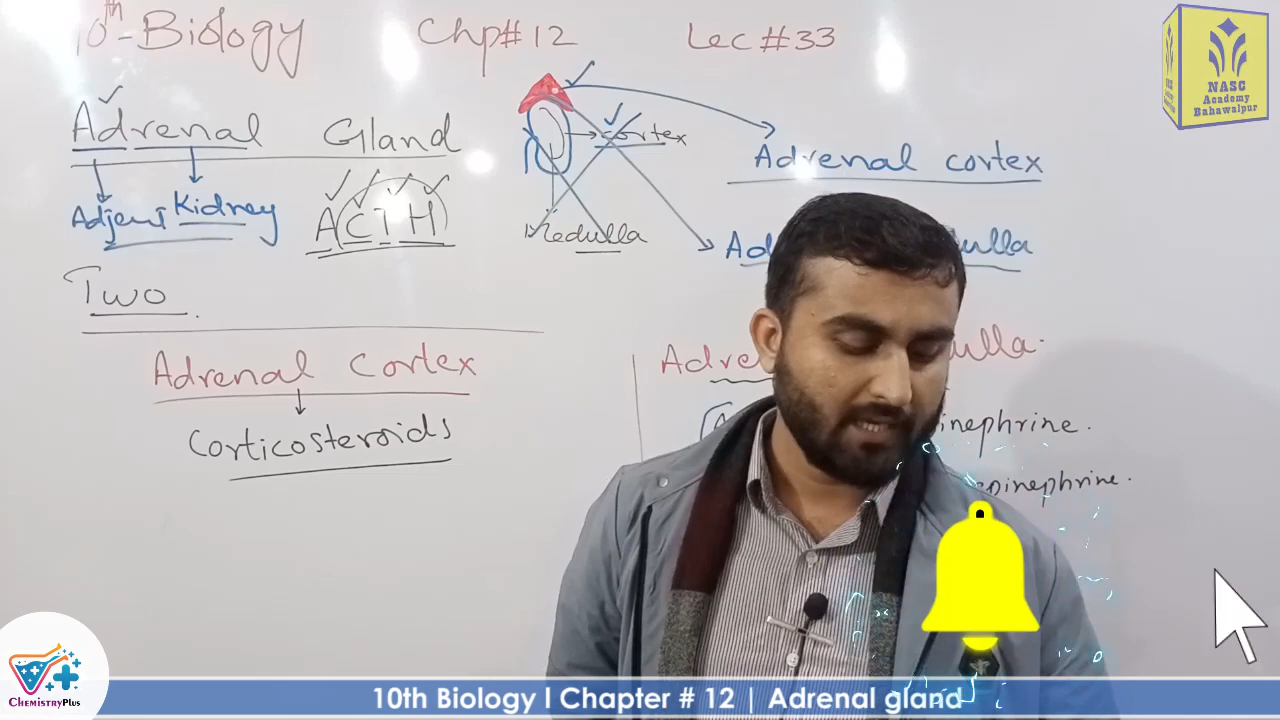 10th Biology Chp#12 Lec #33
NASC
Academy
Bahawalpur
Adrenal Gland
cortex
Adrenal cortex
Adjent Kidney
ACTH
Medulla
Two
Adrenal Cortex
Corticosteroids
inephrine.
epinephrine.
ChemistryPlus
10th Biology I Chapter # 12 | Adrenal gland